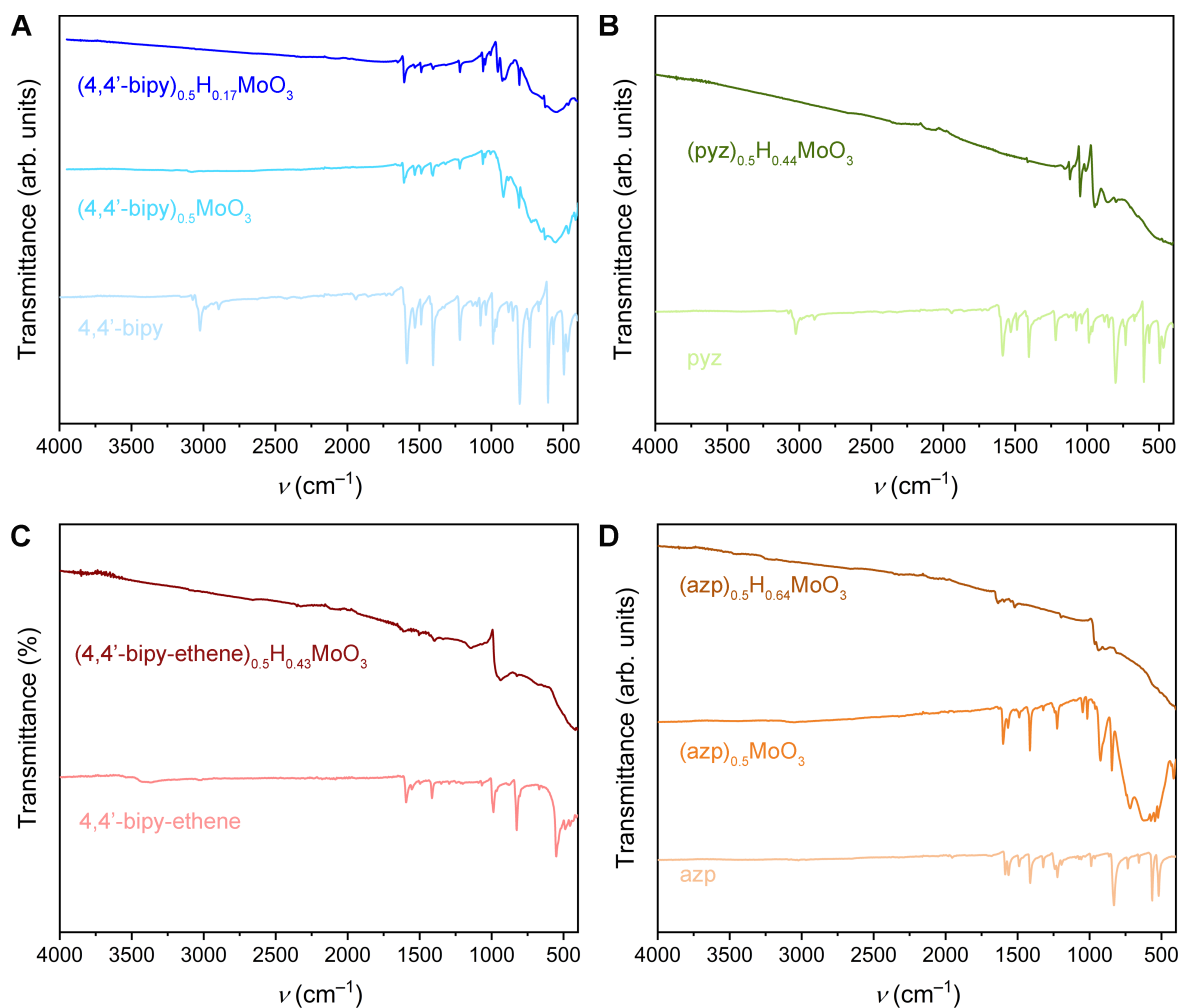 A
Transmittance (arb. units)
(4,4’-bipy)0.5H0.17MoO3
(4,4’-bipy)0.5MoO3
4,4’-bipy
4000 3500 3000 2500 2000 1500 1000 500
ν (cm–1)
B
Transmittance (arb. units)
(pyz)0.5H0.44MoO3
pyz
4000 3500 3000 2500 2000 1500 1000 500
ν (cm–1)
C
Transmittance (%)
(4,4’-bipy-ethene)0.5H0.43MoO3
4,4’-bipy-ethene
4000 3500 3000 2500 2000 1500 1000 500
ν (cm–1)
D
Transmittance (arb. units)
(azp)0.5H0.64MoO3
(azp)0.5MoO3
azp
4000 3500 3000 2500 2000 1500 1000 500
ν (cm–1)